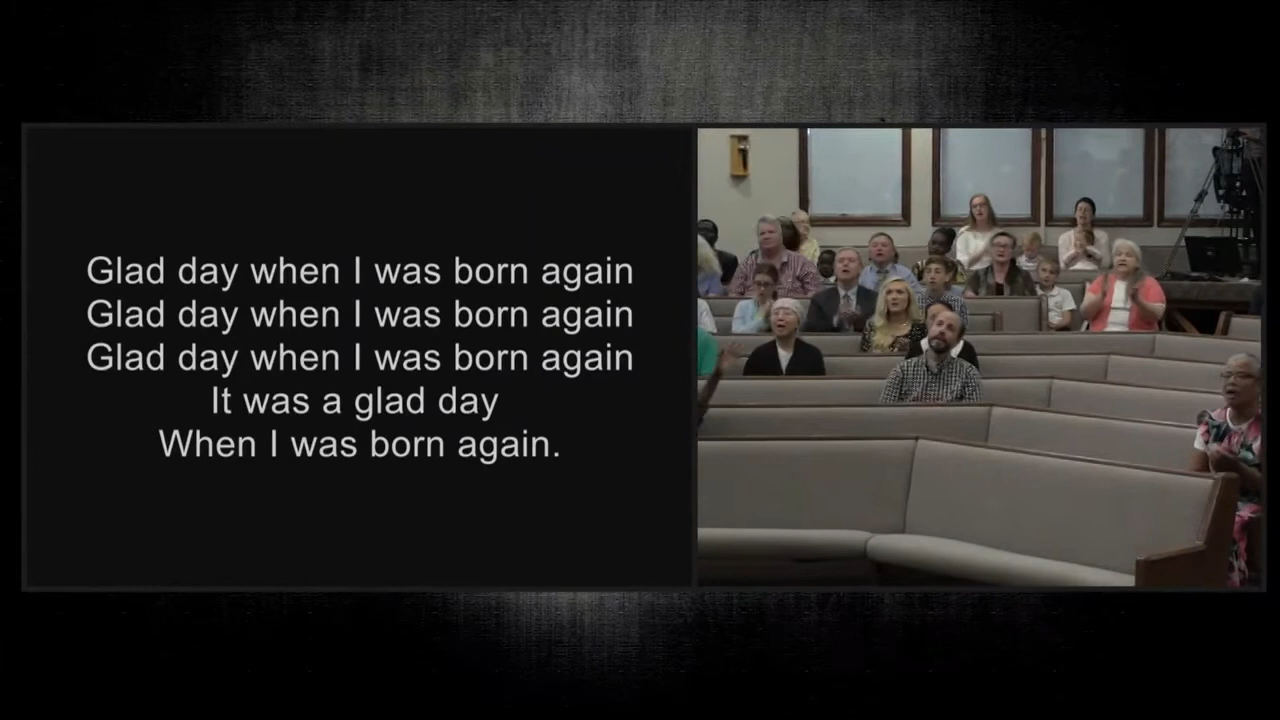 Glad day when I was born again
Glad day when I was born again
Glad day when I was born again
It was a glad day
When I was born again.